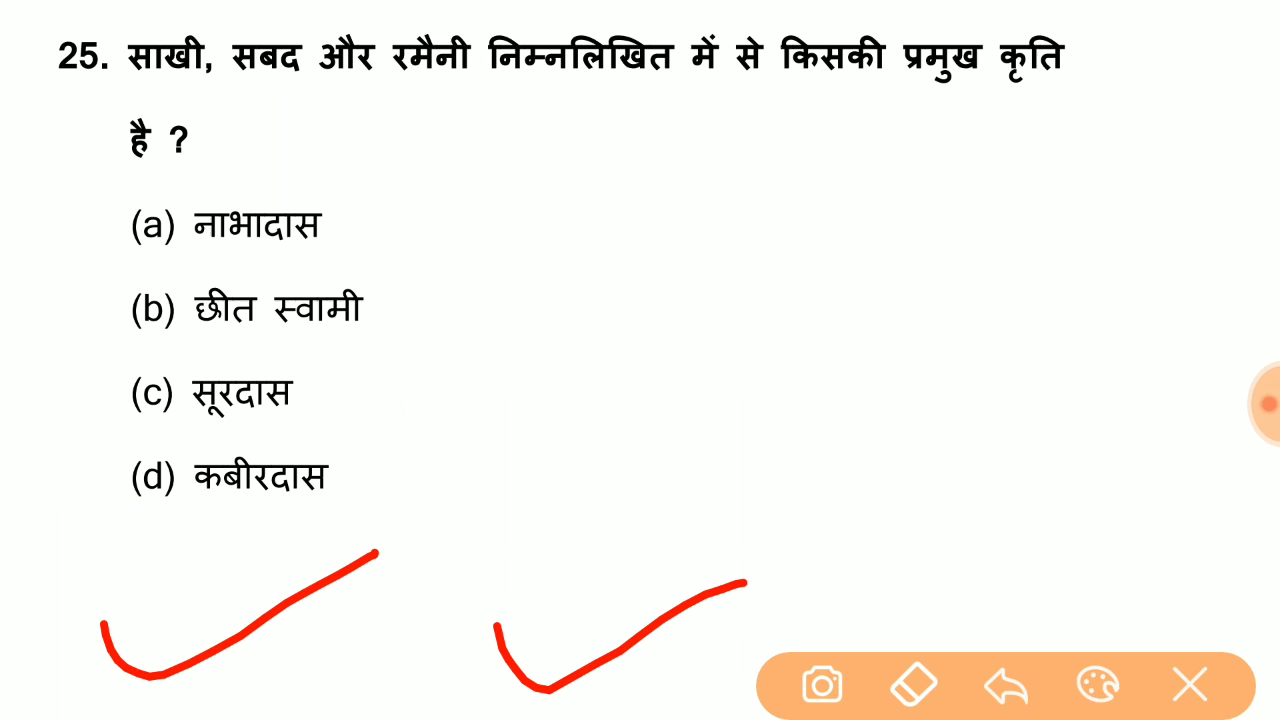 25. साखी, सबद और रमैनी निम्नलिखित में से किसकी प्रमुख कृति
है ?
(a) नाभादास
(b) छीत स्वामी
(c) सूरदास
(d) कबीरदास